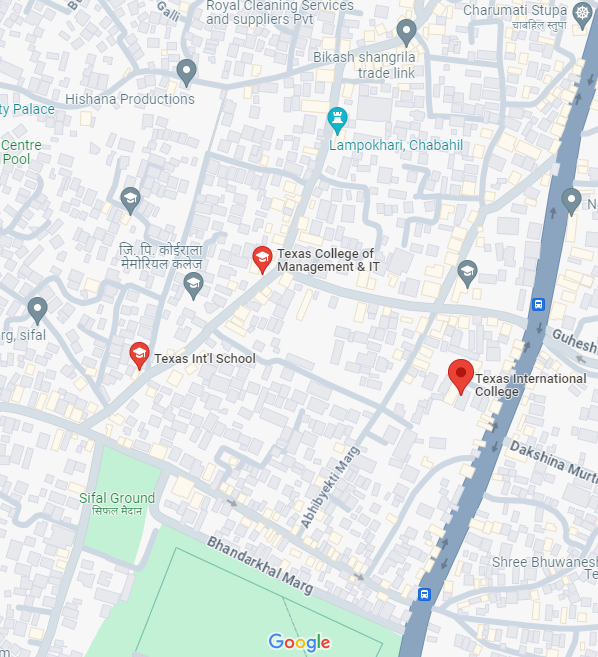 Galli
Royal Cleaning Services
and suppliers Pvt
Charumati Stupa
चाबहिल स्तुपा
Bikash shangrila
trade link
Hishana Productions
ty Palace
Lampokhari, Chabahil
Centre
Pool
N
जि. पि. कोईराला
मेमोरियल कलेज
Texas College of
Management & IT
rg, sifal
Guhesh
Texas Int'l School
Texas International
College
Dakshina Murti
Abhibyekti Marg
Sifal Ground
सिफल मैदान
Bhandarkhal Marg
Shree Bhuwanesh
Te
Google
m